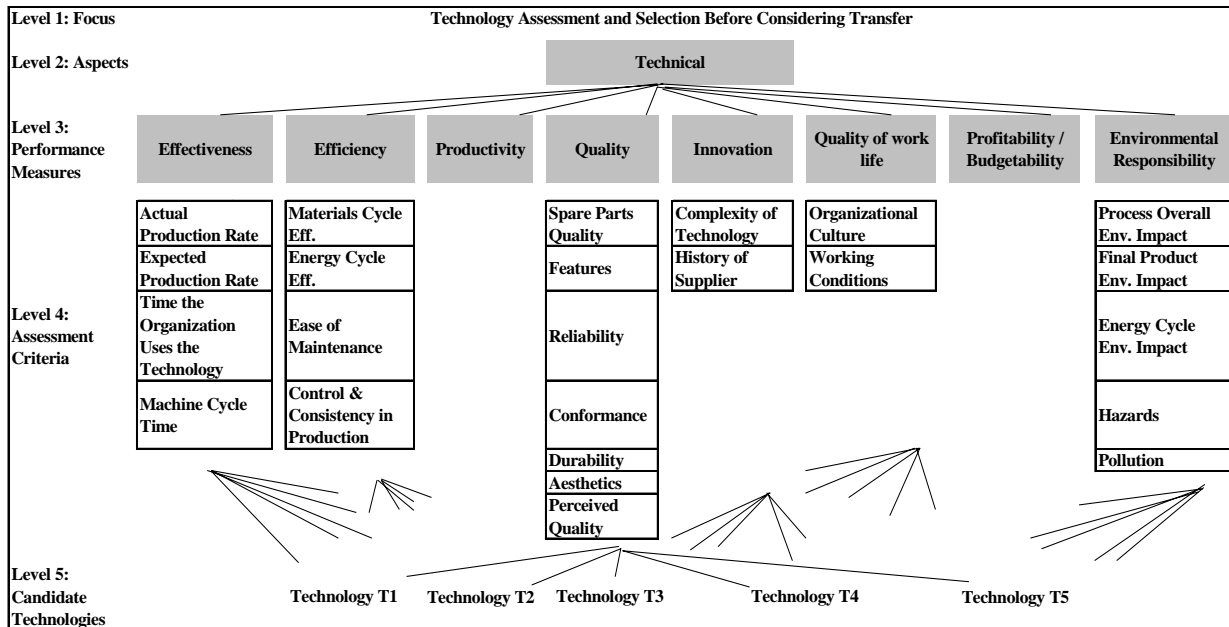 Level 1: Focus
Technology Assessment and Selection Before Considering Transfer
Level 2: Aspects
Technical
Level 3:
Performance
Measures
Effectiveness
Efficiency
Productivity
Quality
Innovation
Quality of work
life
Profitability /
Budgetability
Environmental
Responsibility
Level 4:
Assessment
Criteria
Actual
Production Rate
Expected
Production Rate
Time the
Organization
Uses the
Technology
Machine Cycle
Time
Materials Cycle
Eff.
Energy Cycle
Eff.
Ease of
Maintenance
Control &
Consistency in
Production
Spare Parts
Quality
Features
Reliability
Conformance
Durability
Aesthetics
Perceived
Quality
Complexity of
Technology
History of
Supplier
Organizational
Culture
Working
Conditions
Process Overall
Env. Impact
Final Product
Env. Impact
Energy Cycle
Env. Impact
Hazards
Pollution
Level 5:
Candidate
Technologies
Technology T1
Technology T2
Technology T3
Technology T4
Technology T5